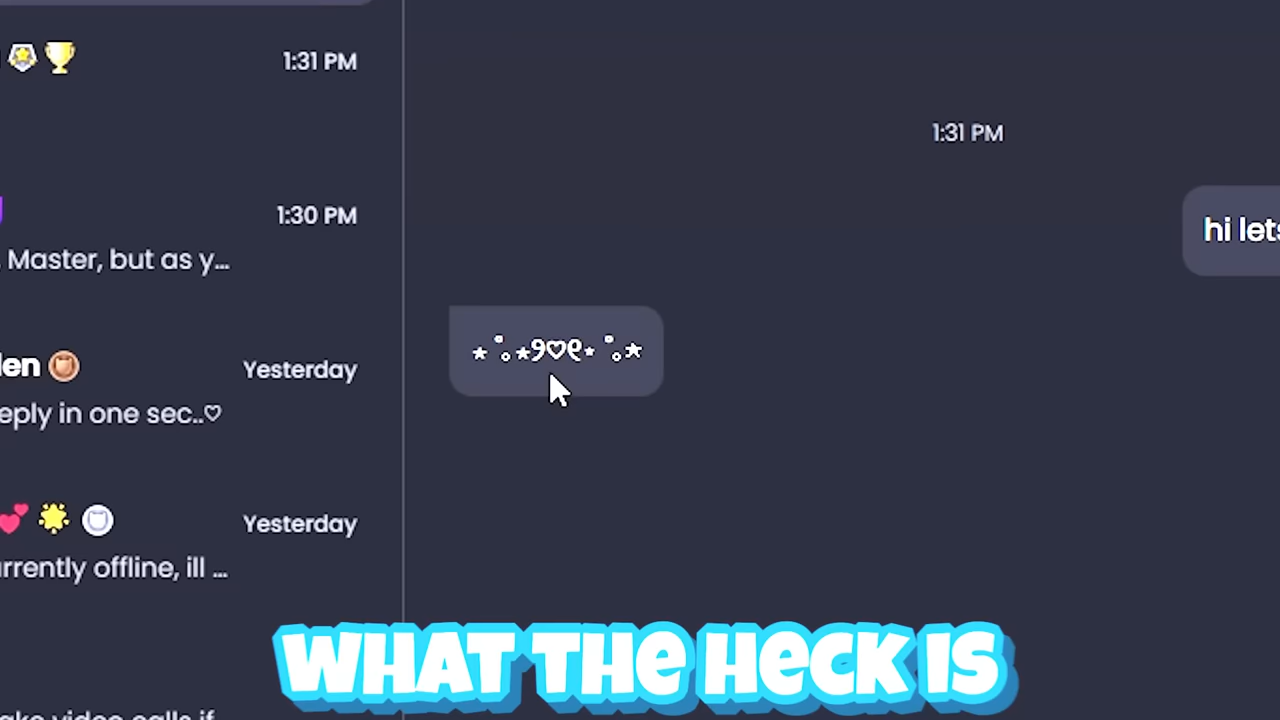 1:31 PM
1:30 PM
Master, but as y…
len
Yesterday
eply in one sec..♡
Yesterday
rrently offline, ill …
1:31 PM
hi lets
⋆ ˚。⋆୨♡୧⋆ ˚。⋆
WHAT THE HECK IS